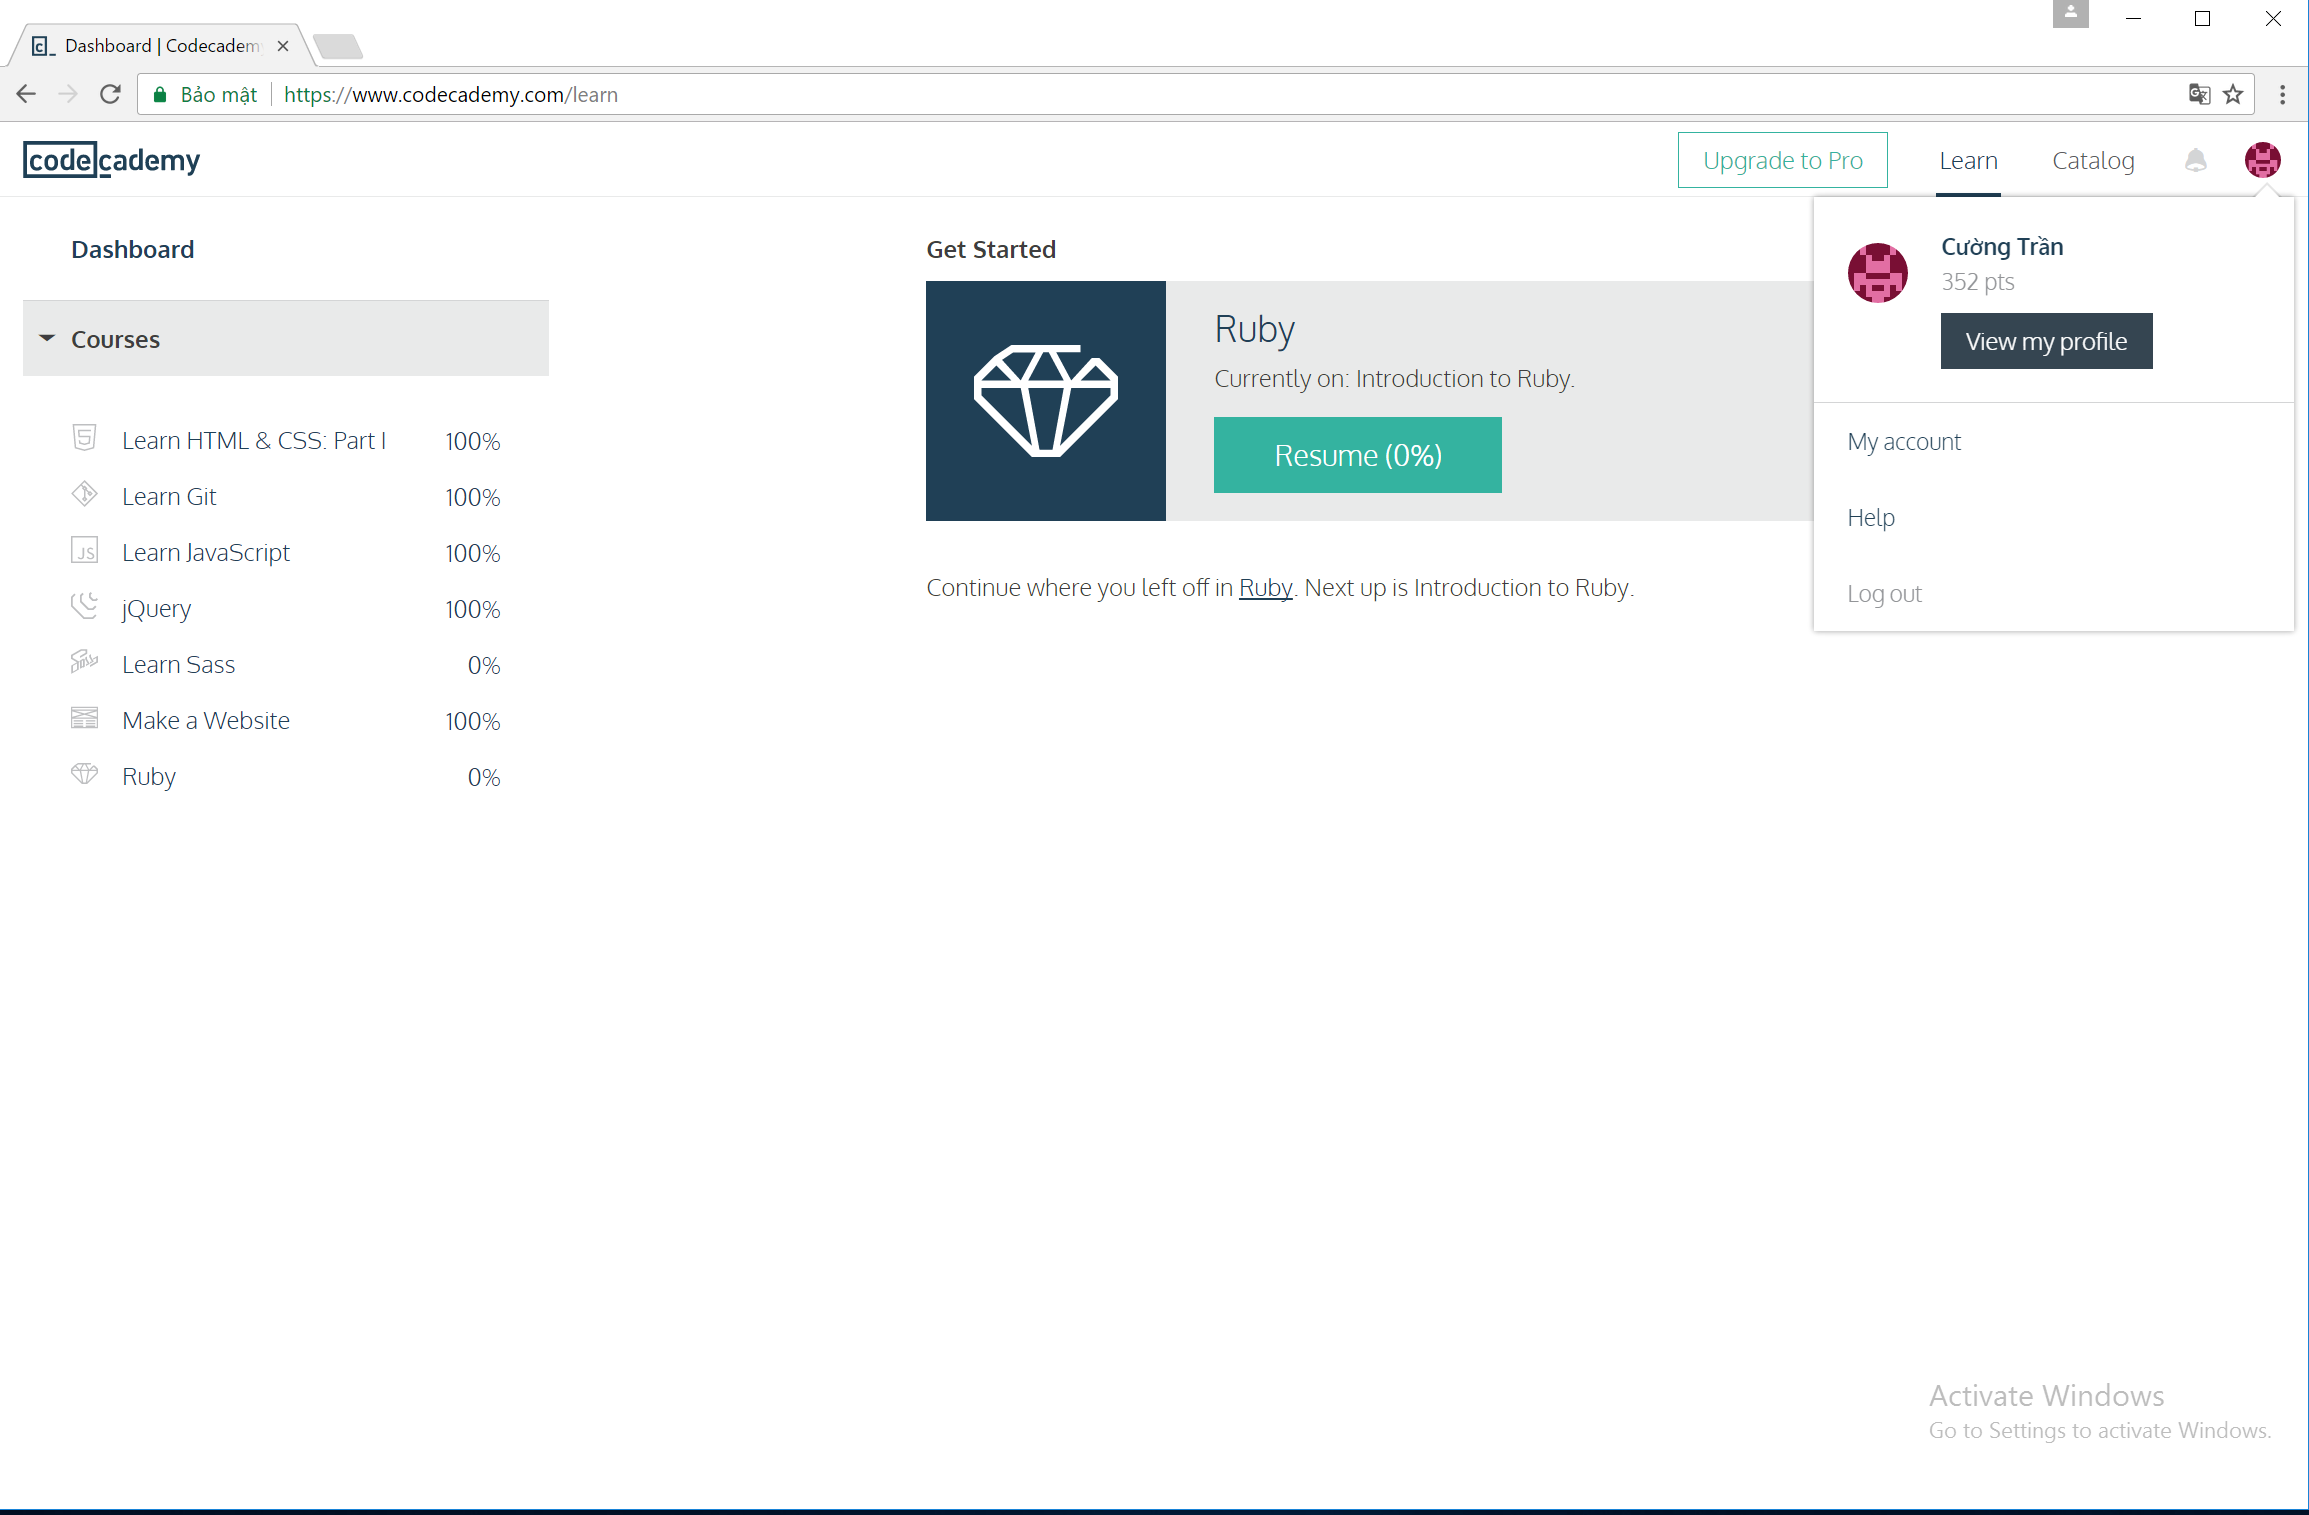 Dashboard | Codecadem
Bảo mật https://www.codecademy.com/learn
codecademy
Upgrade to Pro Learn Catalog
Dashboard
Courses
Learn HTML & CSS: Part I 100%
Learn Git 100%
Learn JavaScript 100%
jQuery 100%
Learn Sass 0%
Make a Website 100%
Ruby 0%
Get Started
Ruby
Currently on: Introduction to Ruby.
Resume (0%)
Continue where you left off in Ruby. Next up is Introduction to Ruby.
Cường Trần
352 pts
View my profile
My account
Help
Log out
Activate Windows
Go to Settings to activate Windows.